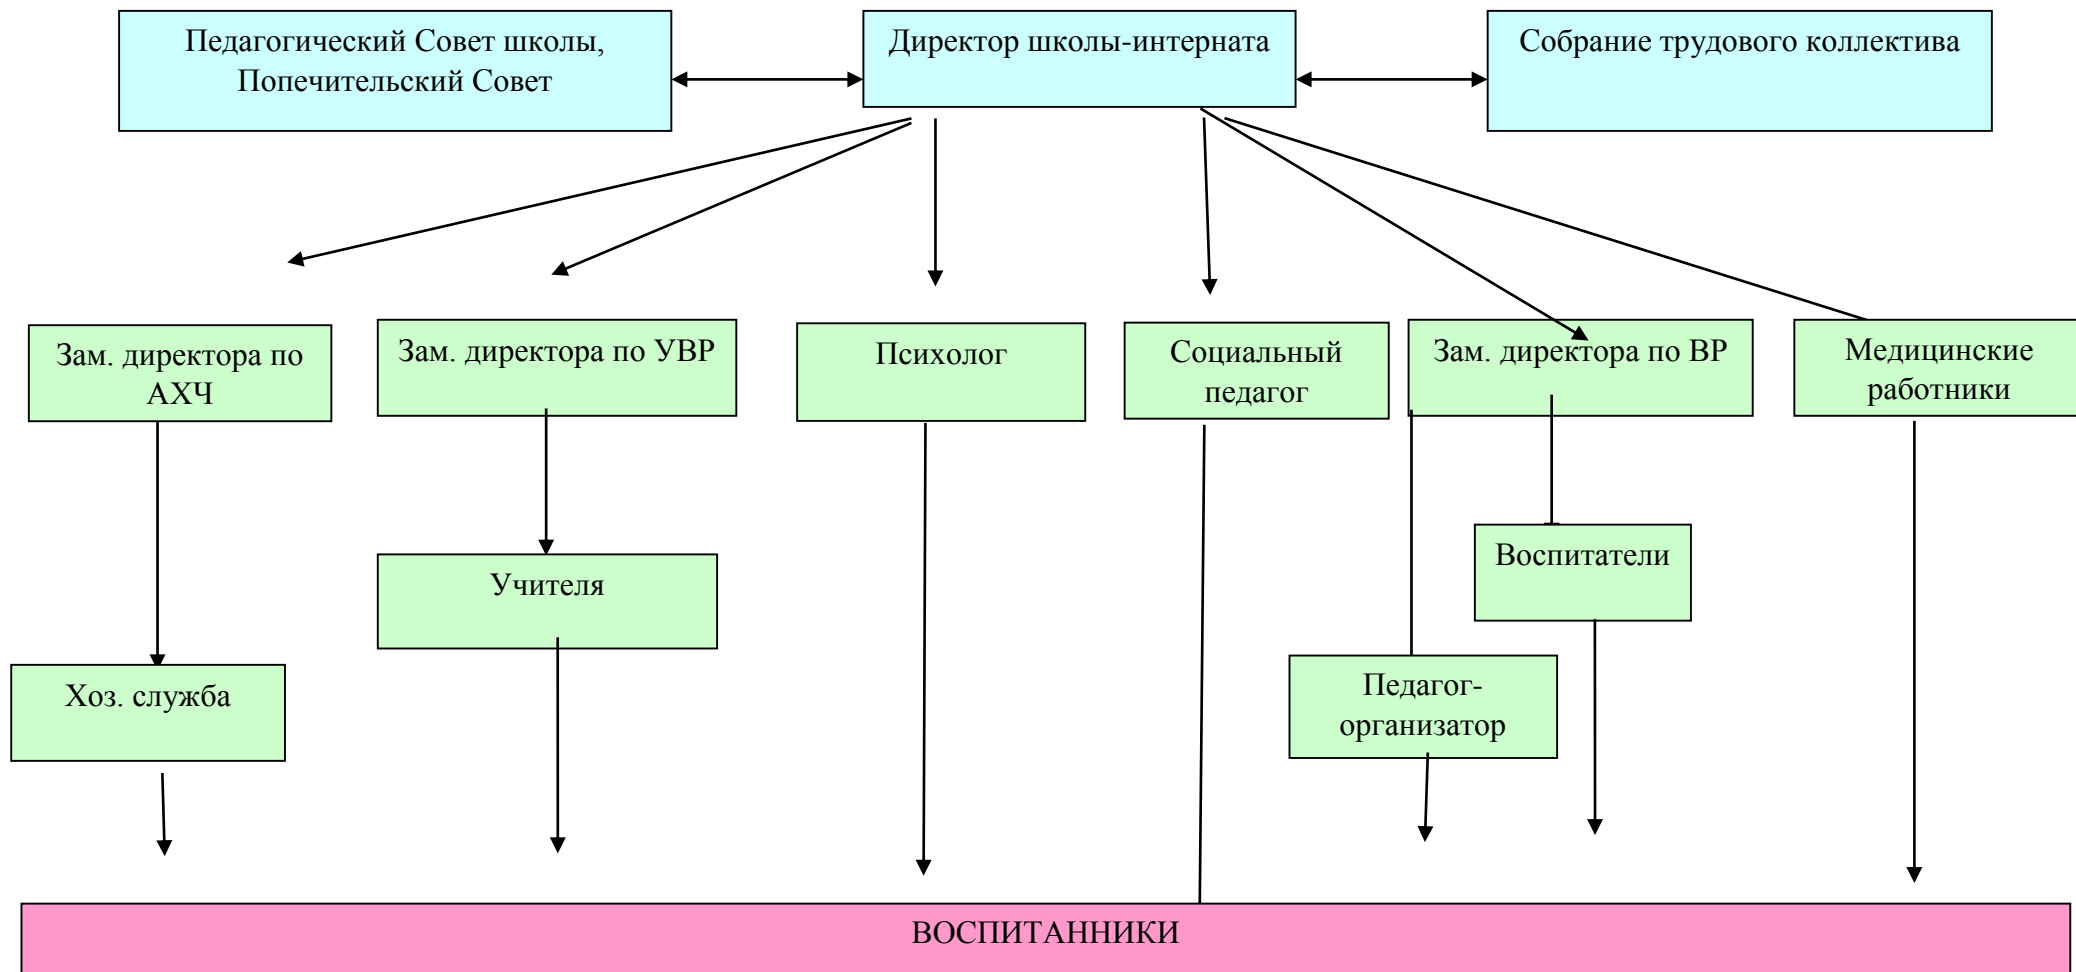 Педагогический Совет школы,
Попечительский Совет
Директор школы-интерната
Собрание трудового коллектива
Зам. директора по
АХЧ
Зам. директора по УВР
Психолог
Социальный
педагог
Зам. директора по ВР
Медицинские
работники
Воспитатели
Учителя
Хоз. служба
Педагог-
организатор
ВОСПИТАННИКИ